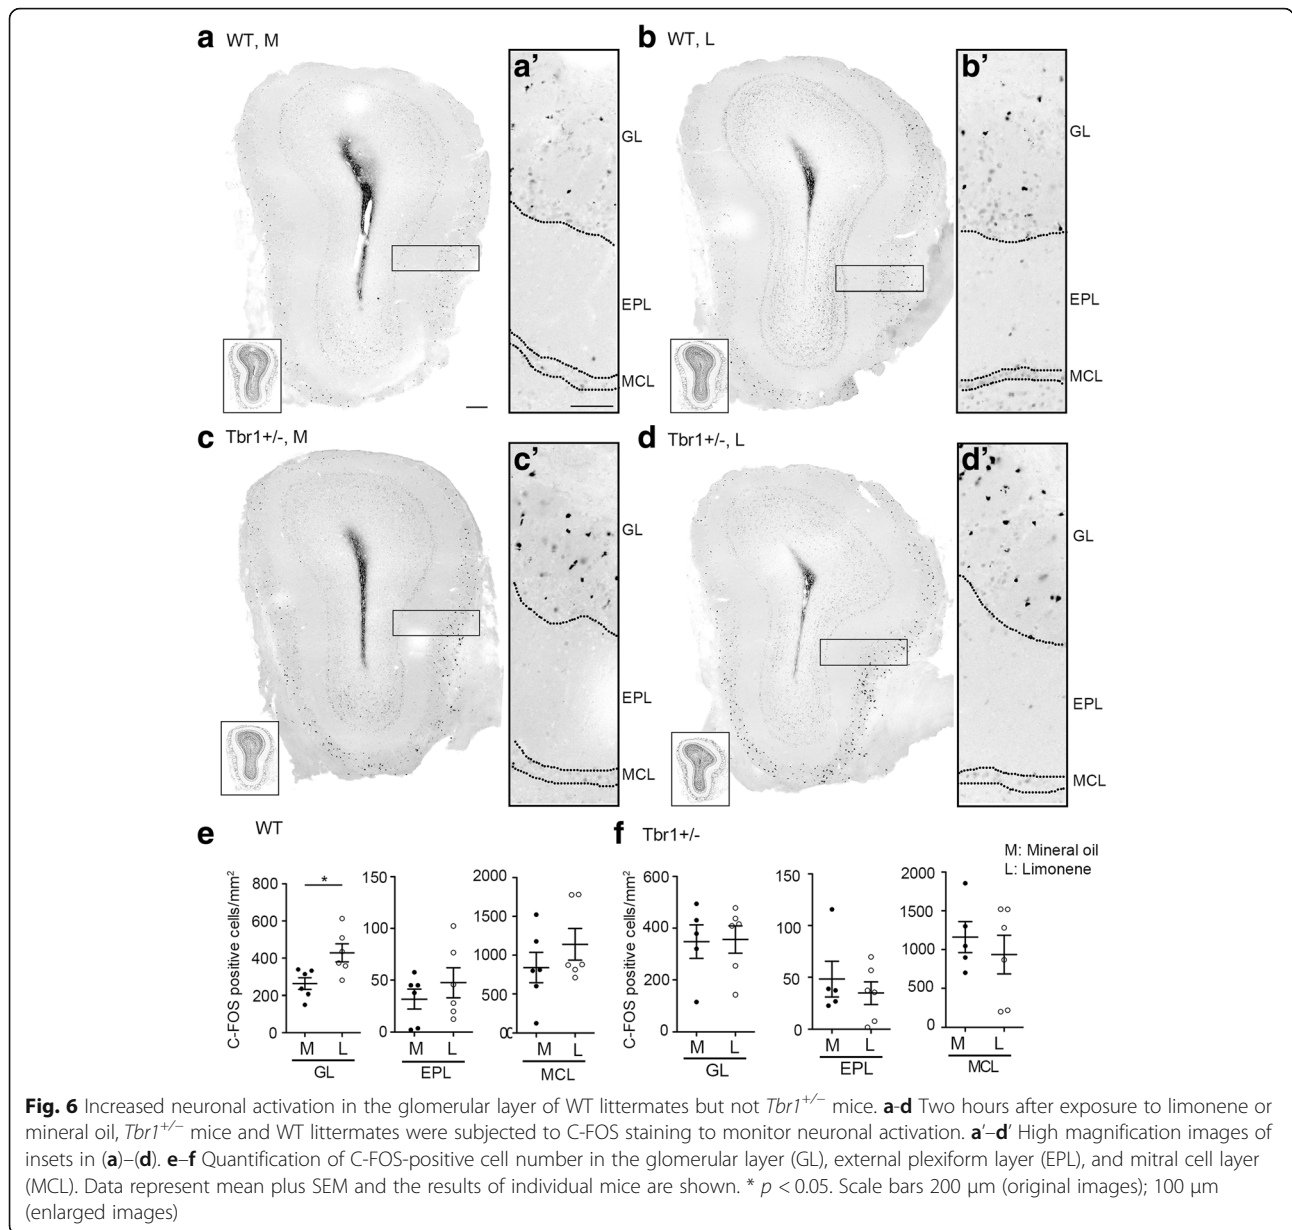 a WT, M
a’
GL
EPL
MCL
b WT, L
b’
GL
EPL
MCL
c Tbr1+/-, M
c’
GL
EPL
MCL
d Tbr1+/-, L
d’
GL
EPL
MCL
e WT
C-FOS positive cells/mm²
800
600
400
200
0
*
M L
GL
150
100
50
0
M L
EPL
2000
1500
1000
500
0
M L
MCL
f Tbr1+/-
M: Mineral oil
L: Limonene
C-FOS positive cells/mm²
600
400
200
0
M L
GL
150
100
50
0
M L
EPL
2000
1500
1000
500
0
M L
MCL
Fig. 6 Increased neuronal activation in the glomerular layer of WT littermates but not Tbr1+/− mice. a-d Two hours after exposure to limonene or
mineral oil, Tbr1+/− mice and WT littermates were subjected to C-FOS staining to monitor neuronal activation. a′–d′ High magnification images of
insets in (a)–(d). e–f Quantification of C-FOS-positive cell number in the glomerular layer (GL), external plexiform layer (EPL), and mitral cell layer
(MCL). Data represent mean plus SEM and the results of individual mice are shown. * p < 0.05. Scale bars 200 μm (original images); 100 μm
(enlarged images)